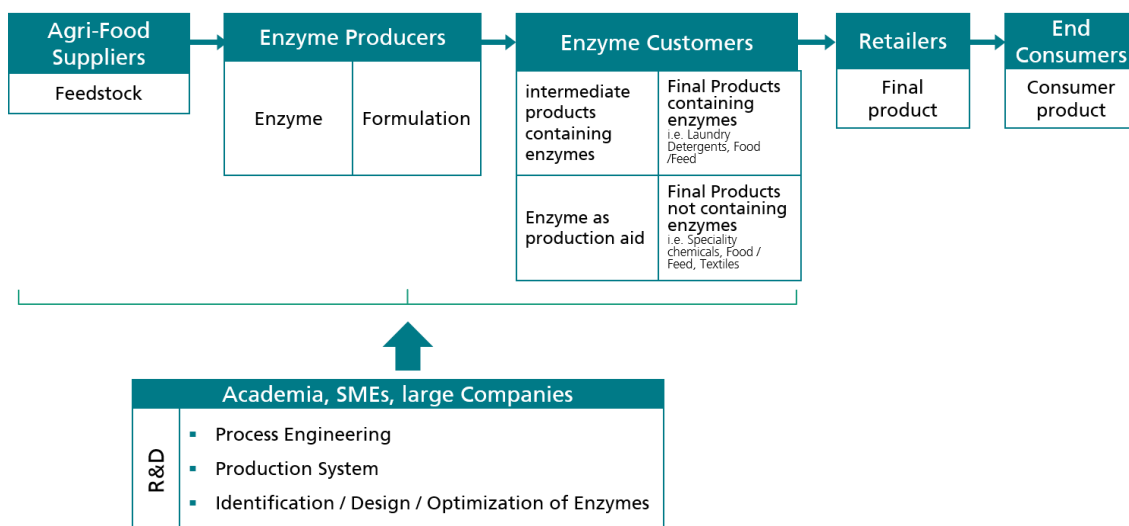 Agri-Food
Suppliers
Feedstock
Enzyme Producers
Enzyme
Formulation
Enzyme Customers
intermediate
products
containing
enzymes
Final Products
containing
enzymes
i.e. Laundry
Detergents, Food
/Feed
Enzyme as
production aid
Final Products
not containing
enzymes
i.e. Speciality
chemicals, Food /
Feed, Textiles
Retailers
Final
product
End
Consumers
Consumer
product
Academia, SMEs, large Companies
R&D
▪ Process Engineering
▪ Production System
▪ Identification / Design / Optimization of Enzymes